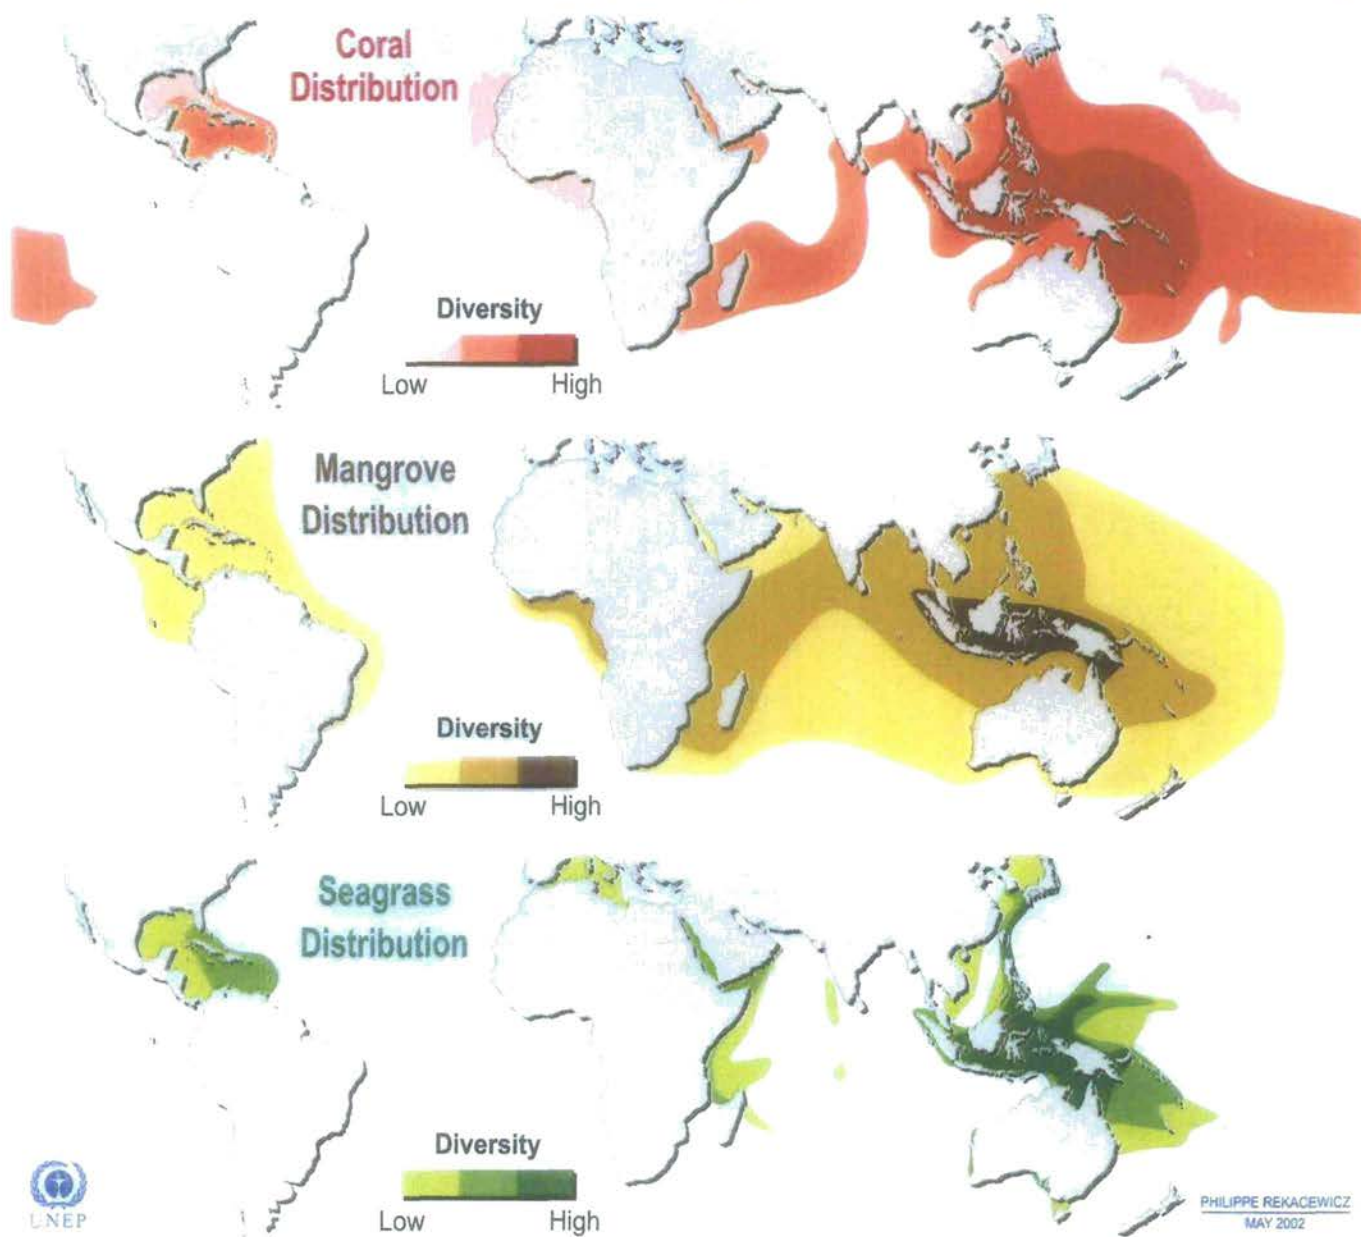 Coral
Distribution
Diversity
Low High
Mangrove
Distribution
Diversity
Low High
Seagrass
Distribution
Diversity
Low High
UNEP
PHILIPPE REKACEWICZ
MAY 2002